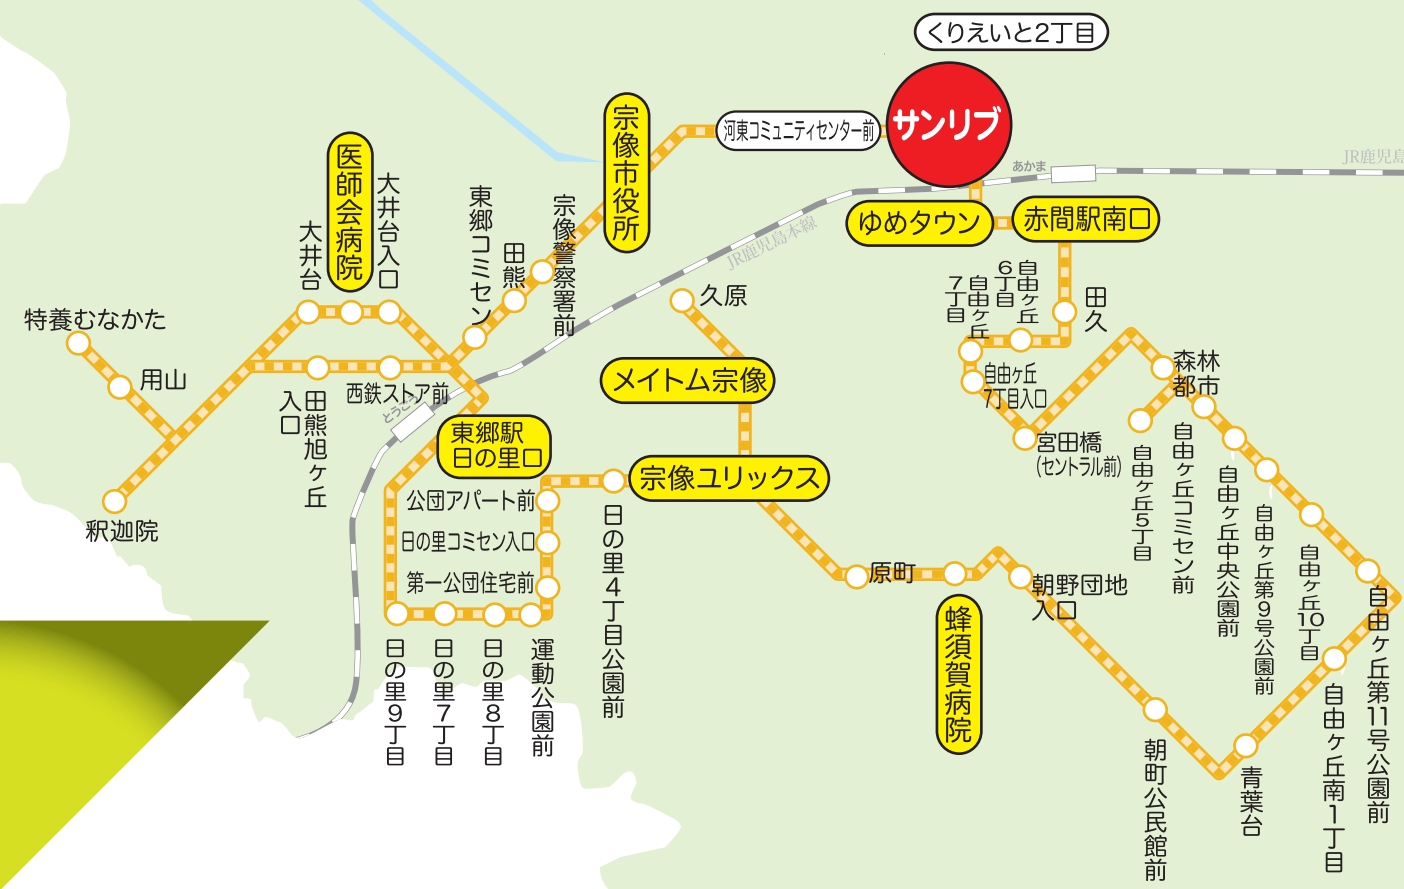 くりえいと2丁目
サンリブ
河東コミュニティセンター前
宗像市役所
あかま
JR鹿児島
ゆめタウン
赤間駅南口
JR鹿児島本線
医師会病院
大井台入口
大井台
東郷コミセン
田熊
宗像警察署前
特養むなかた
用山
釈迦院
田熊旭ヶ丘
入口
西鉄ストア前
とうごう
東郷駅
日の里口
久原
メイトム宗像
宗像ユリックス
公団アパート前
日の里コミセン入口
第一公団住宅前
日の里9丁目
日の里7丁目
日の里8丁目
運動公園前
日の里4丁目公園前
原町
蜂須賀病院
朝野団地
入口
朝町公民館前
青葉台
自由ヶ丘南1丁目
自由ヶ丘第11号公園前
自由ヶ丘
10丁目
自由ヶ丘第9号公園前
自由ヶ丘中央公園前
自由ヶ丘コミセン前
自由ヶ丘5丁目
森林
都市
宮田橋
(セントラル前)
自由ヶ丘
7丁目入口
自由ヶ丘
7丁目
自由ヶ丘
6丁目
田久